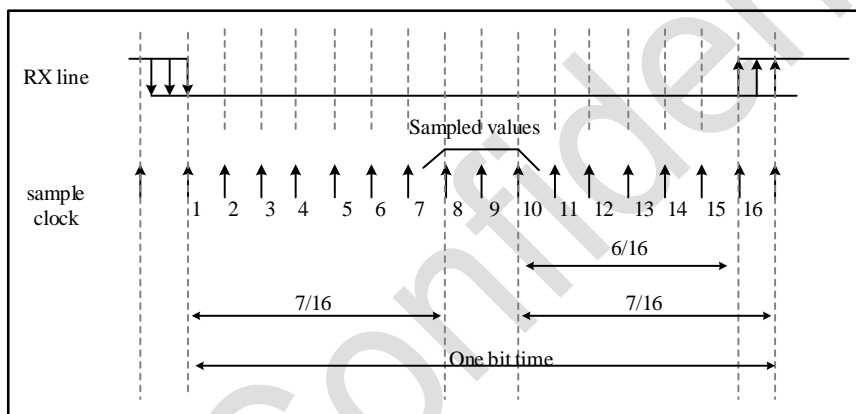 RX line
Sampled values
sample
clock
1 2 3 4 5 6 7 8 9 10 11 12 13 14 15 16
6/16
7/16 7/16
One bit time
Confident